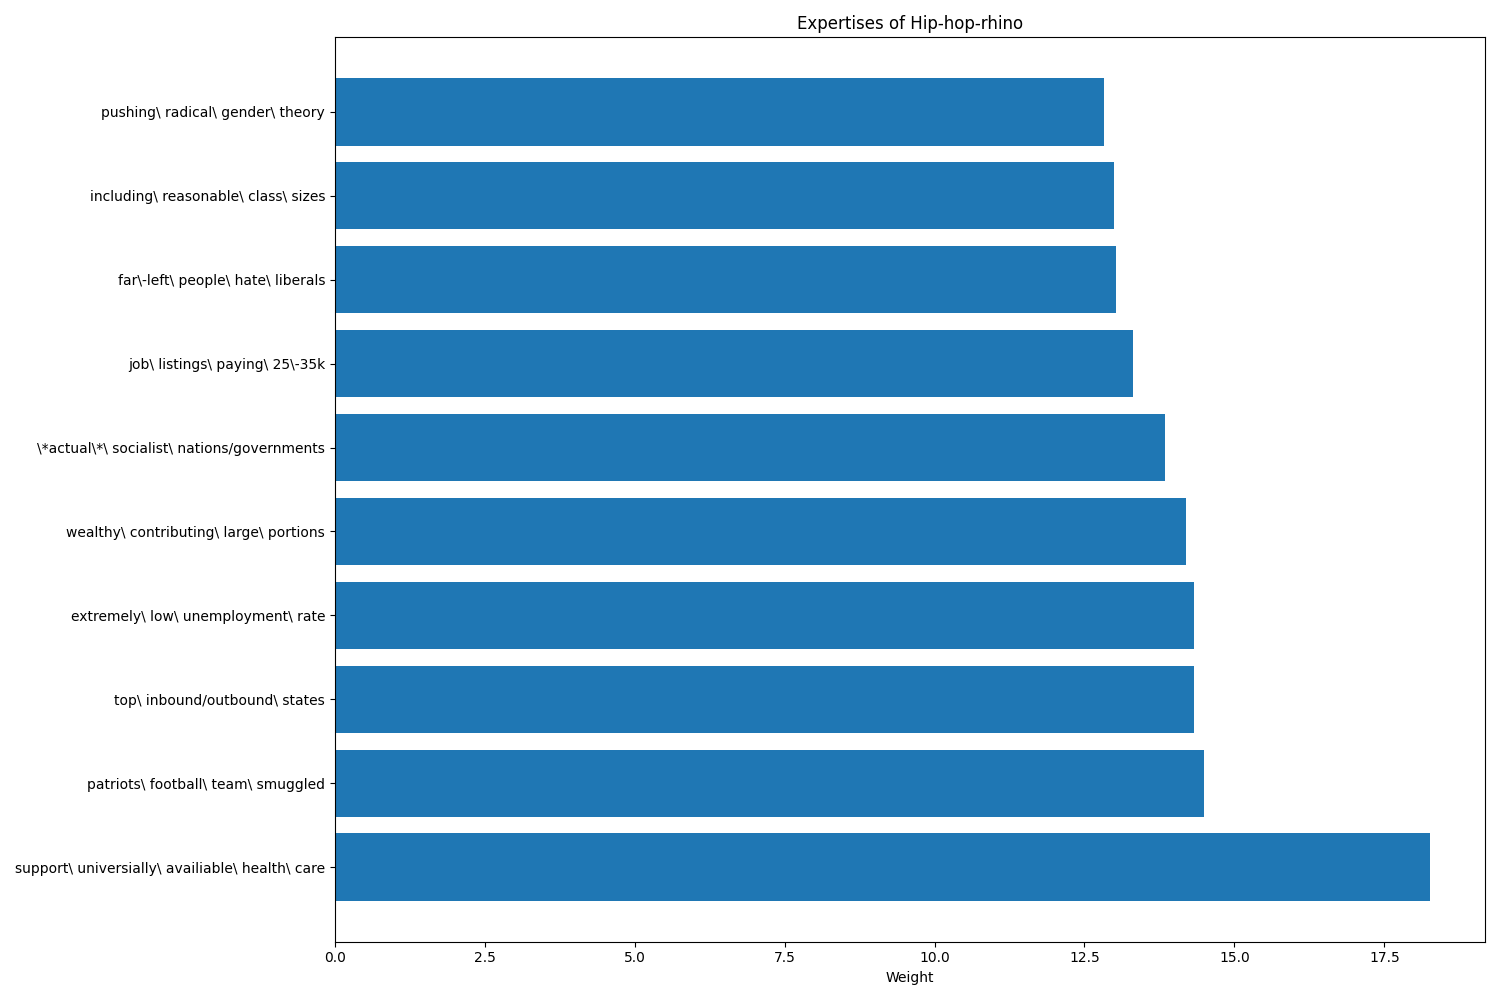 Expertises of Hip-hop-rhino
pushing\ radical\ gender\ theory
including\ reasonable\ class\ sizes
far\-left\ people\ hate\ liberals
job\ listings\ paying\ 25\-35k
\*actual\*\ socialist\ nations/governments
wealthy\ contributing\ large\ portions
extremely\ low\ unemployment\ rate
top\ inbound/outbound\ states
patriots\ football\ team\ smuggled
support\ universially\ availiable\ health\ care
0.0 2.5 5.0 7.5 10.0 12.5 15.0 17.5
Weight